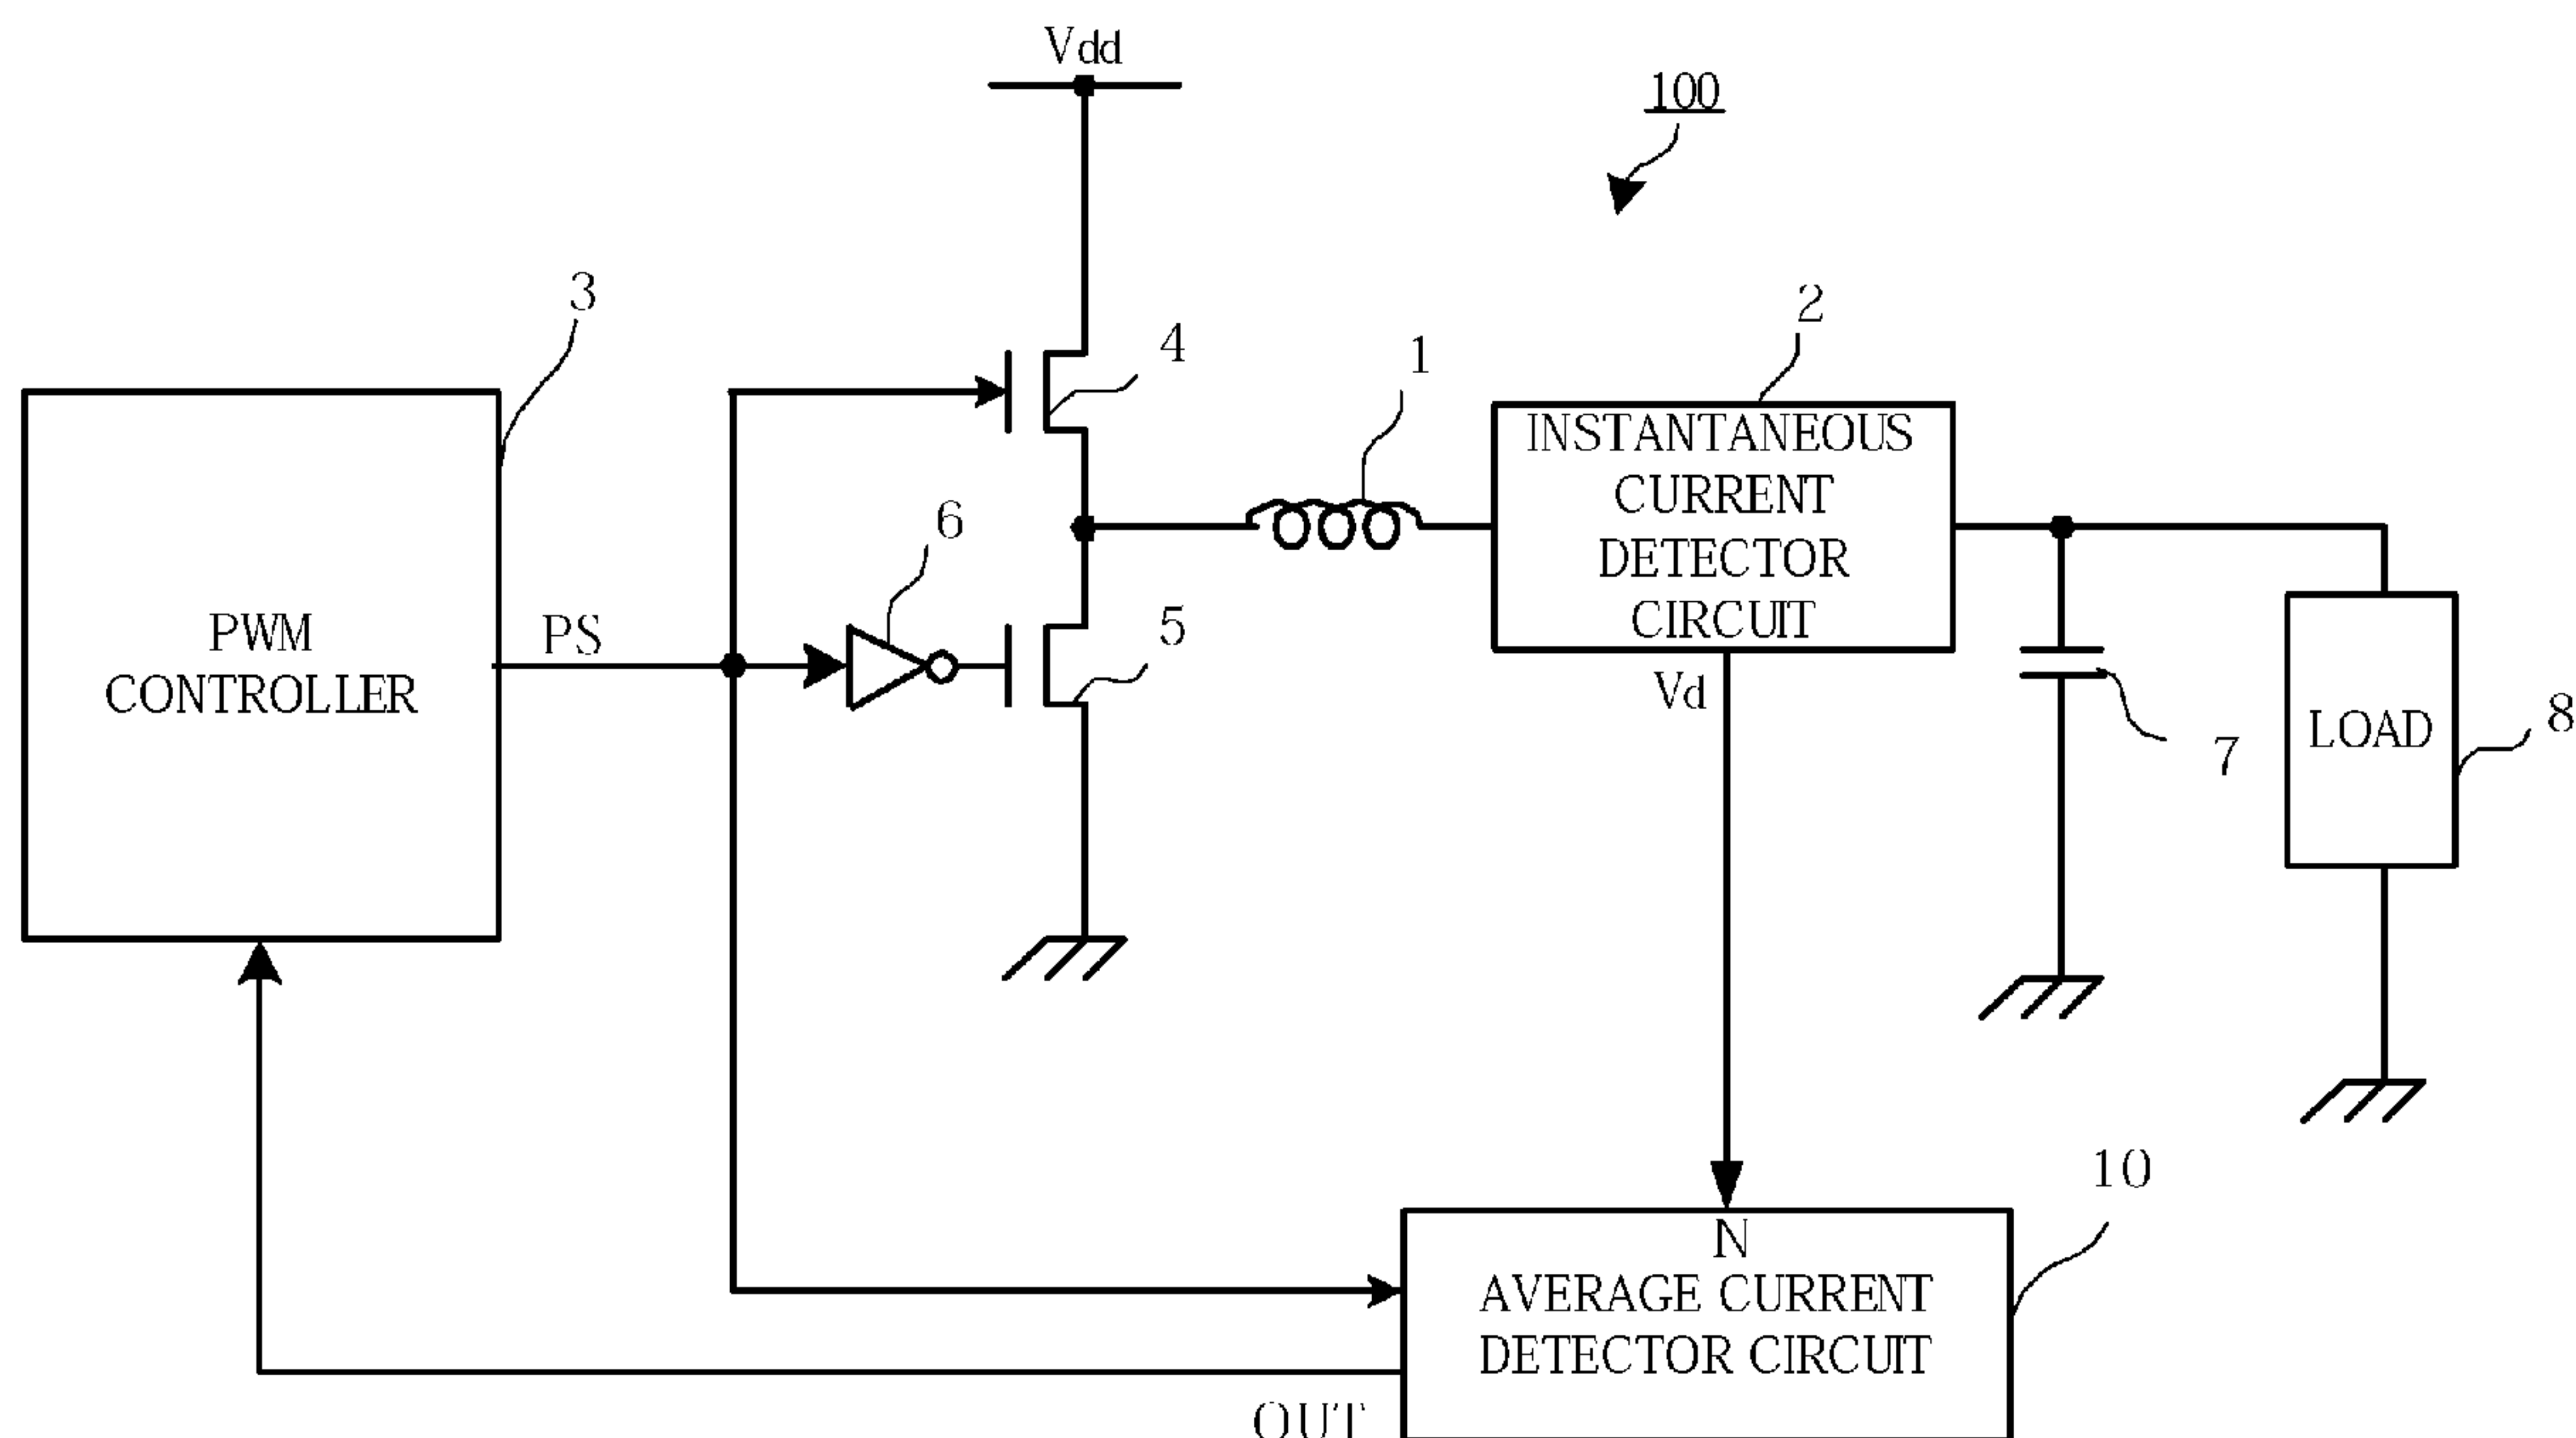 Vdd
100
3
4
1
2
INSTANTANEOUS
CURRENT
DETECTOR
CIRCUIT
6
5
PWM
CONTROLLER
PS
Vd
7
LOAD
8
10
N
AVERAGE CURRENT
DETECTOR CIRCUIT
OUT